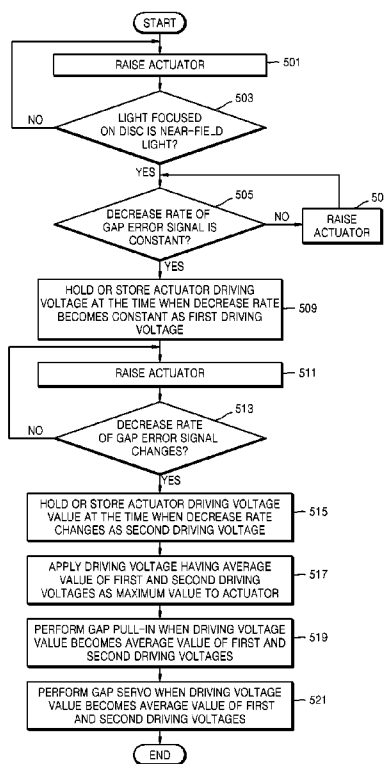 START
RAISE ACTUATOR
501
LIGHT FOCUSED
ON DISC IS NEAR-FIELD
LIGHT?
503
NO
YES
DECREASE RATE OF
GAP ERROR SIGNAL IS
CONSTANT?
505
NO
50
RAISE
ACTUATOR
YES
HOLD OR STORE ACTUATOR DRIVING
VOLTAGE AT THE TIME WHEN DECREASE RATE
BECOMES CONSTANT AS FIRST DRIVING
VOLTAGE
509
RAISE ACTUATOR
511
DECREASE RATE
OF GAP ERROR SIGNAL
CHANGES?
513
NO
YES
HOLD OR STORE ACTUATOR DRIVING VOLTAGE
VALUE AT THE TIME WHEN DECREASE RATE
CHANGES AS SECOND DRIVING VOLTAGE
515
APPLY DRIVING VOLTAGE HAVING AVERAGE
VALUE OF FIRST AND SECOND DRIVING
VOLTAGES AS MAXIMUM VALUE TO ACTUATOR
517
PERFORM GAP PULL-IN WHEN DRIVING VOLTAGE
VALUE BECOMES AVERAGE VALUE OF FIRST AND
SECOND DRIVING VOLTAGES
519
PERFORM GAP SERVO WHEN DRIVING VOLTAGE
VALUE BECOMES AVERAGE VALUE OF FIRST
AND SECOND DRIVING VOLTAGES
521
END